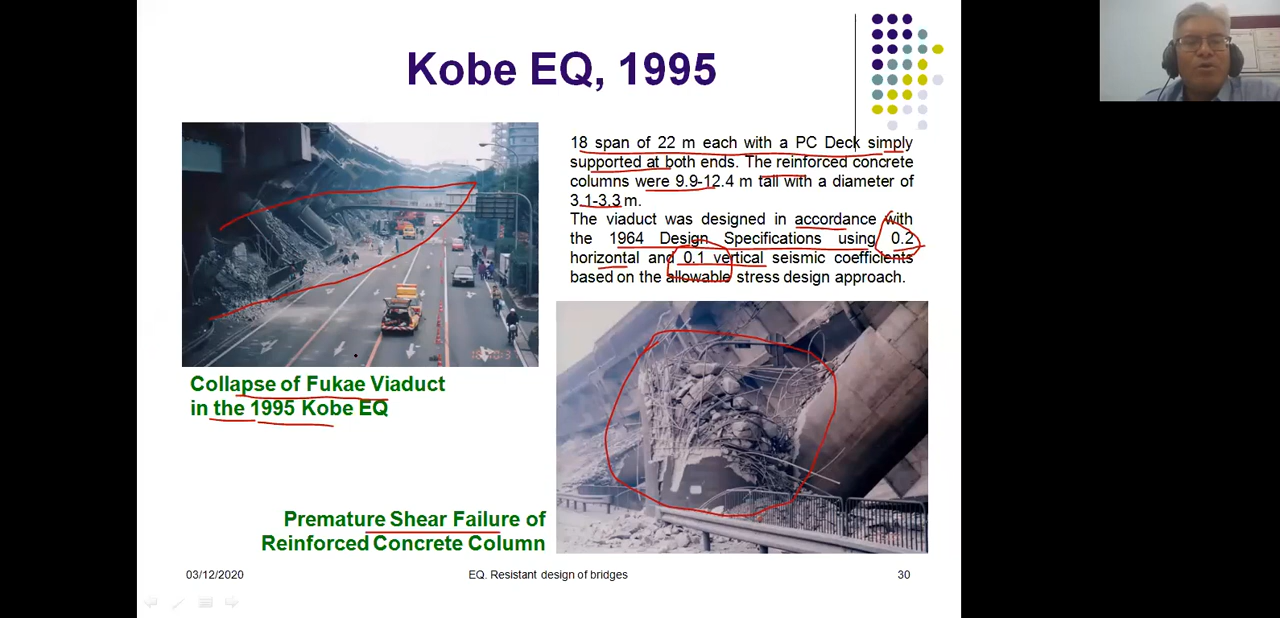 Kobe EQ, 1995
18 span of 22 m each with a PC Deck simply
supported at both ends. The reinforced concrete
columns were 9.9-12.4 m tall with a diameter of
3.1-3.3 m.
The viaduct was designed in accordance with
the 1964 Design Specifications using 0.2
horizontal and 0.1 vertical seismic coefficients
based on the allowable stress design approach.
Collapse of Fukae Viaduct
in the 1995 Kobe EQ
Premature Shear Failure of
Reinforced Concrete Column
03/12/2020
EQ. Resistant design of bridges
30